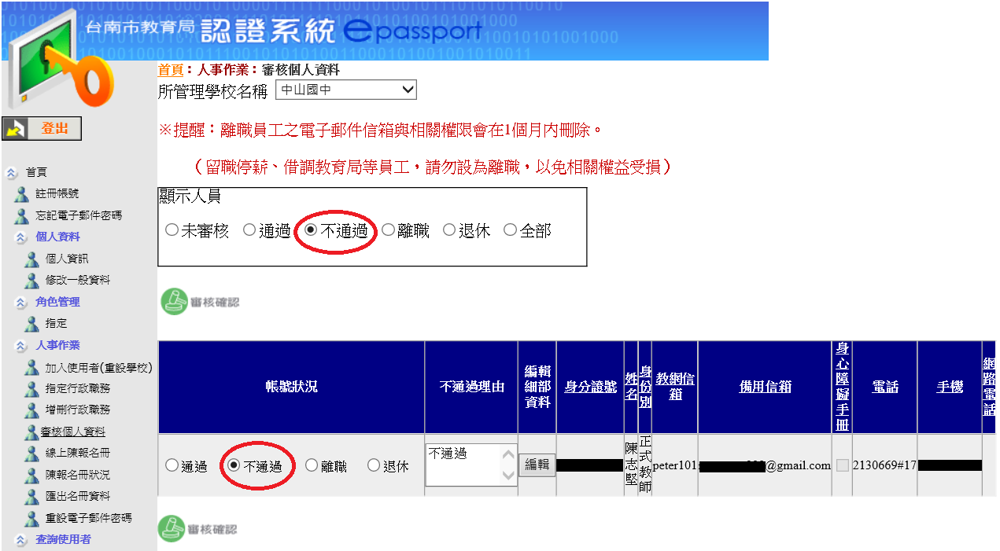 台南市教育局 認證系統 epassport
首頁：人事作業：審核個人資料
所管理學校名稱 中山國中
登出
※提醒：離職員工之電子郵件信箱與相關權限會在1個月內刪除。
（留職停薪、借調教育局等員工，請勿設為離職，以免相關權益受損）
首頁
註冊帳號
忘記電子郵件密碼
個人資料
個人資訊
修改一般資料
角色管理
指定
人事作業
加入使用者(重設學校)
指定行政職務
增刪行政職務
審核個人資料
線上陳報名冊
陳報名冊狀況
匯出名冊資料
重設電子郵件密碼
查詢使用者
顯示人員
未審核 通過 不通過 離職 退休 全部
審核確認
帳號狀況 不通過理由 編輯細部資料 身分證號 姓名 身份別 教網信箱 備用信箱 身心障礙手冊 電話 手機 網路電話
通過 不通過 離職 退休 不通過 編輯 陳志堅 正式教師 peter101 @gmail.com 2130669#17
審核確認